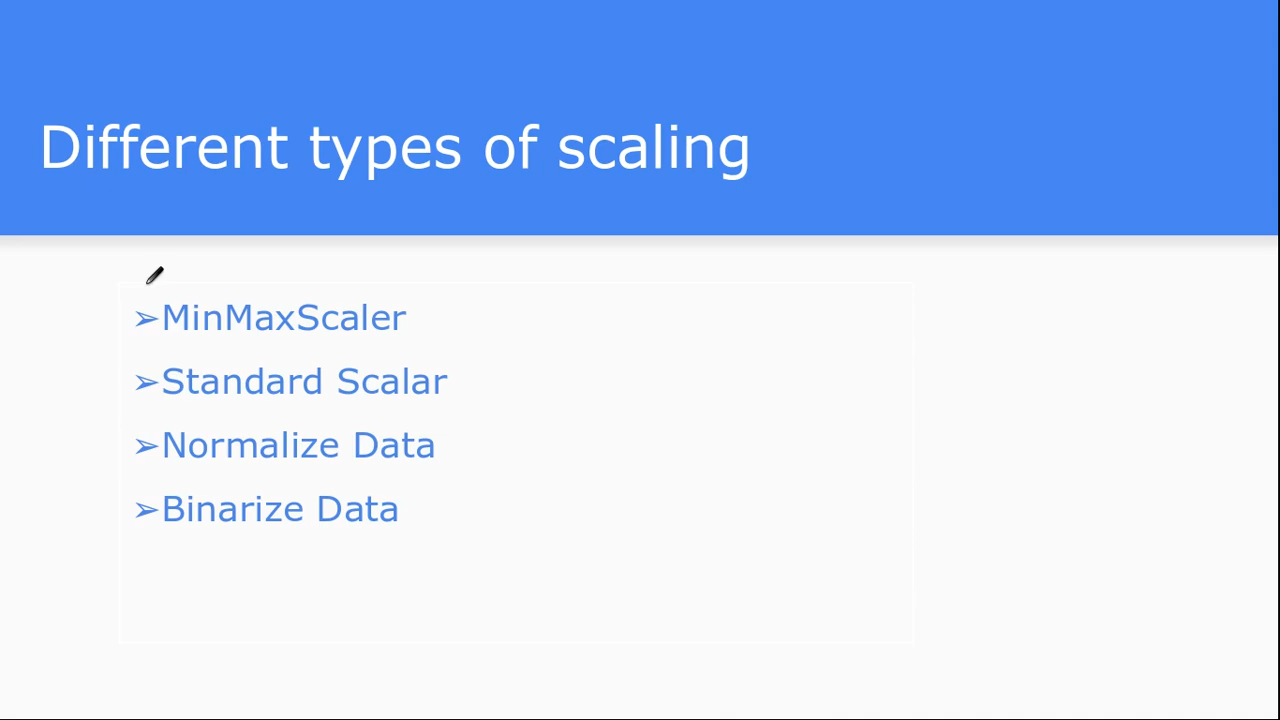 Different types of scaling
➢MinMaxScaler
➢Standard Scalar
➢Normalize Data
➢Binarize Data